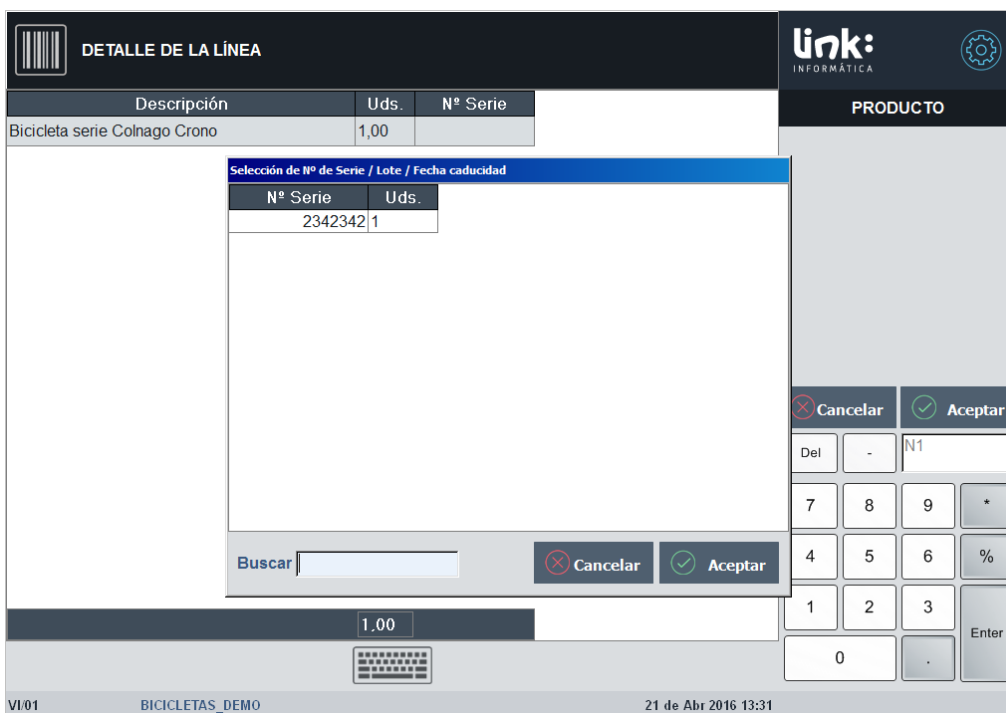 DETALLE DE LA LÍNEA
link:
INFORMÁTICA
Descripción Uds. Nº Serie
PRODUCTO
Bicicleta serie Colnago Crono 1,00
Selección de Nº de Serie / Lote / Fecha caducidad
Nº Serie Uds.
2342342 1
Cancelar Aceptar
Del - N1
7 8 9 *
Buscar Cancelar Aceptar
4 5 6 %
1 2 3
Enter
1,00
0 .
VI/01 BICICLETAS_DEMO 21 de Abr 2016 13:31